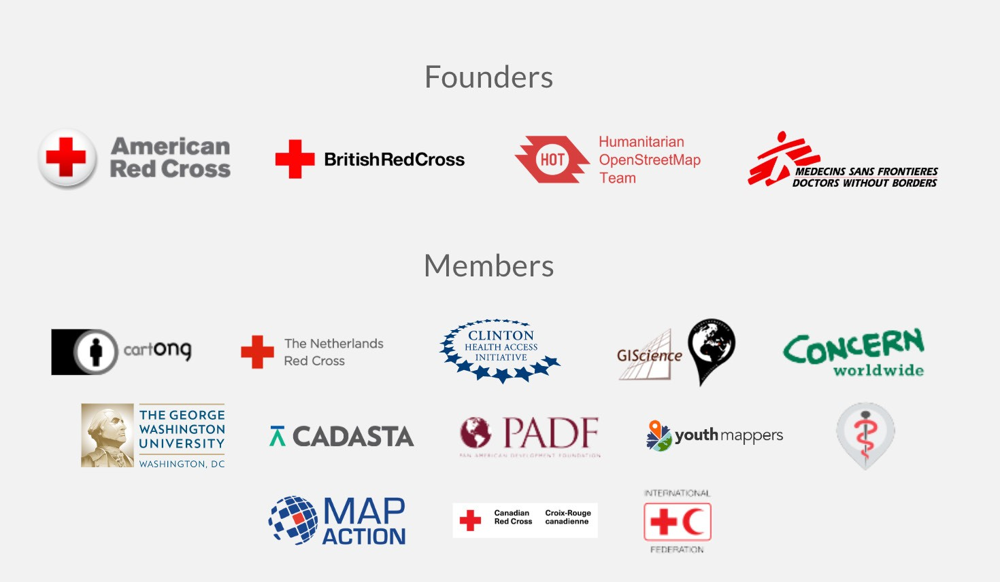 Founders
American
Red Cross
BritishRedCross
HOT
Humanitarian
OpenStreetMap
Team
MEDECINS SANS FRONTIERES
DOCTORS WITHOUT BORDERS
Members
cartONG
The Netherlands
Red Cross
CLINTON
HEALTH ACCESS
INITIATIVE
GIScience
CONCERN
worldwide
THE GEORGE
WASHINGTON
UNIVERSITY
WASHINGTON, DC
CADASTA
PADF
PAN-AMERICAN DEVELOPMENT FOUNDATION
youthmappers
MAP
ACTION
Canadian
Red Cross
Croix-Rouge
canadienne
INTERNATIONAL
FEDERATION